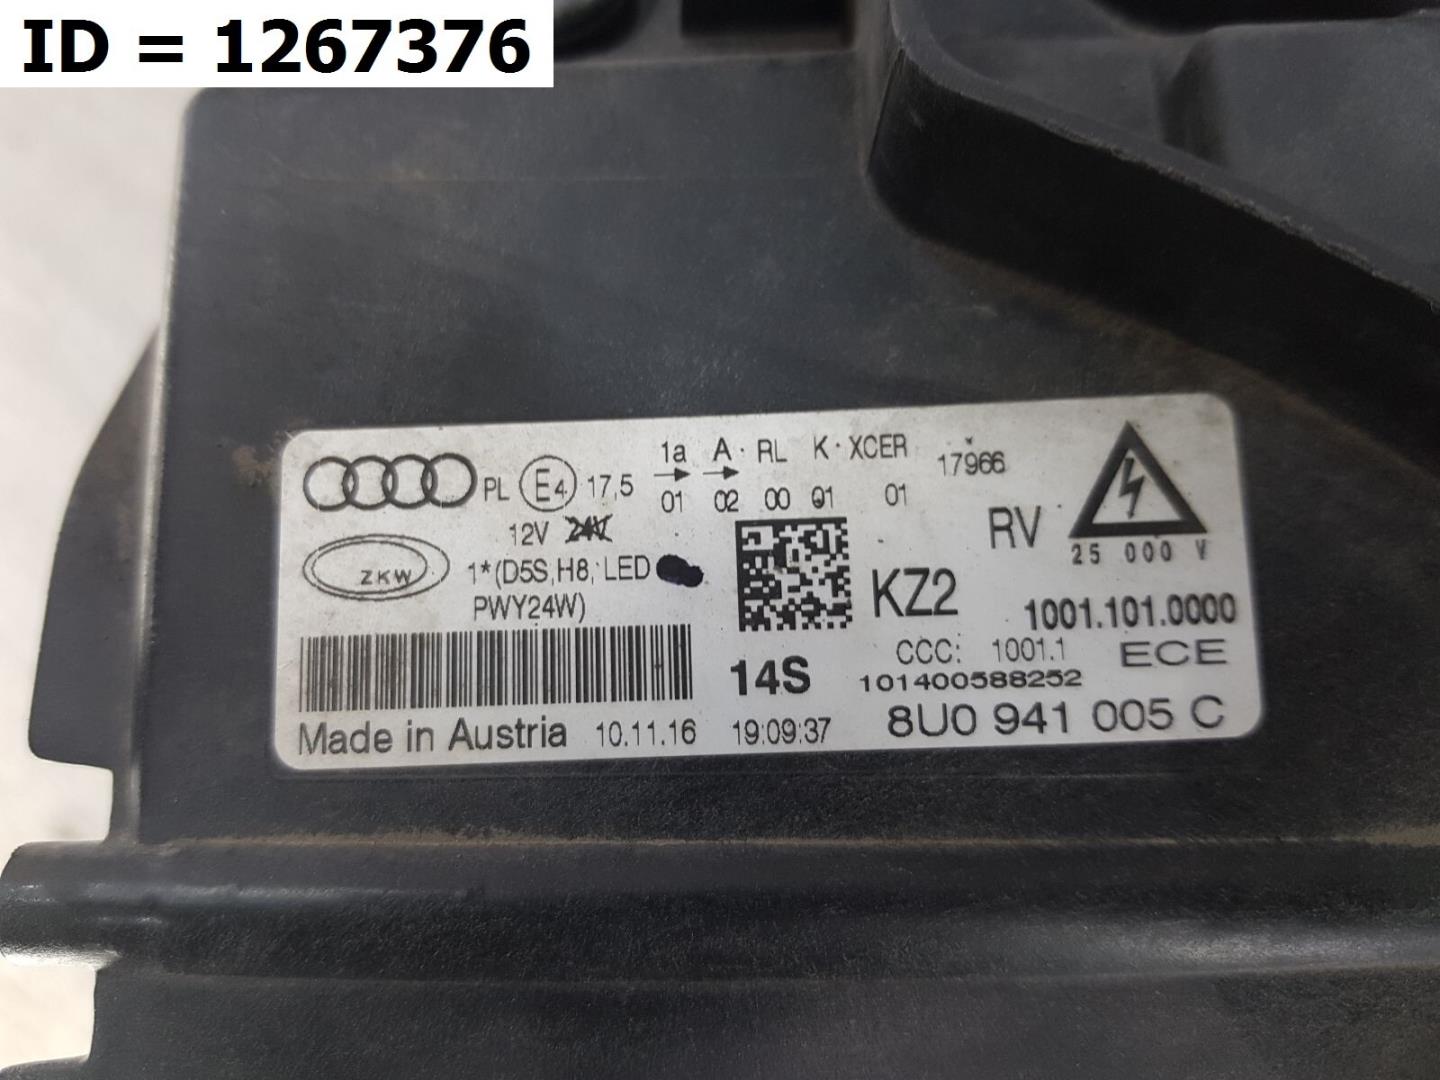 ID = 1267376
PL E4 17,5 1a A · RL K · XCER 17966
01 02 00 01 01
12V 24V
RV
25 000 V
ZKW
1*(D5S, H8, LED
PWY24W)
KZ2
1001.101.0000
CCC: 1001.1 ECE
14S
101400588252
Made in Austria 10.11.16 19:09:37 8U0 941 005 C